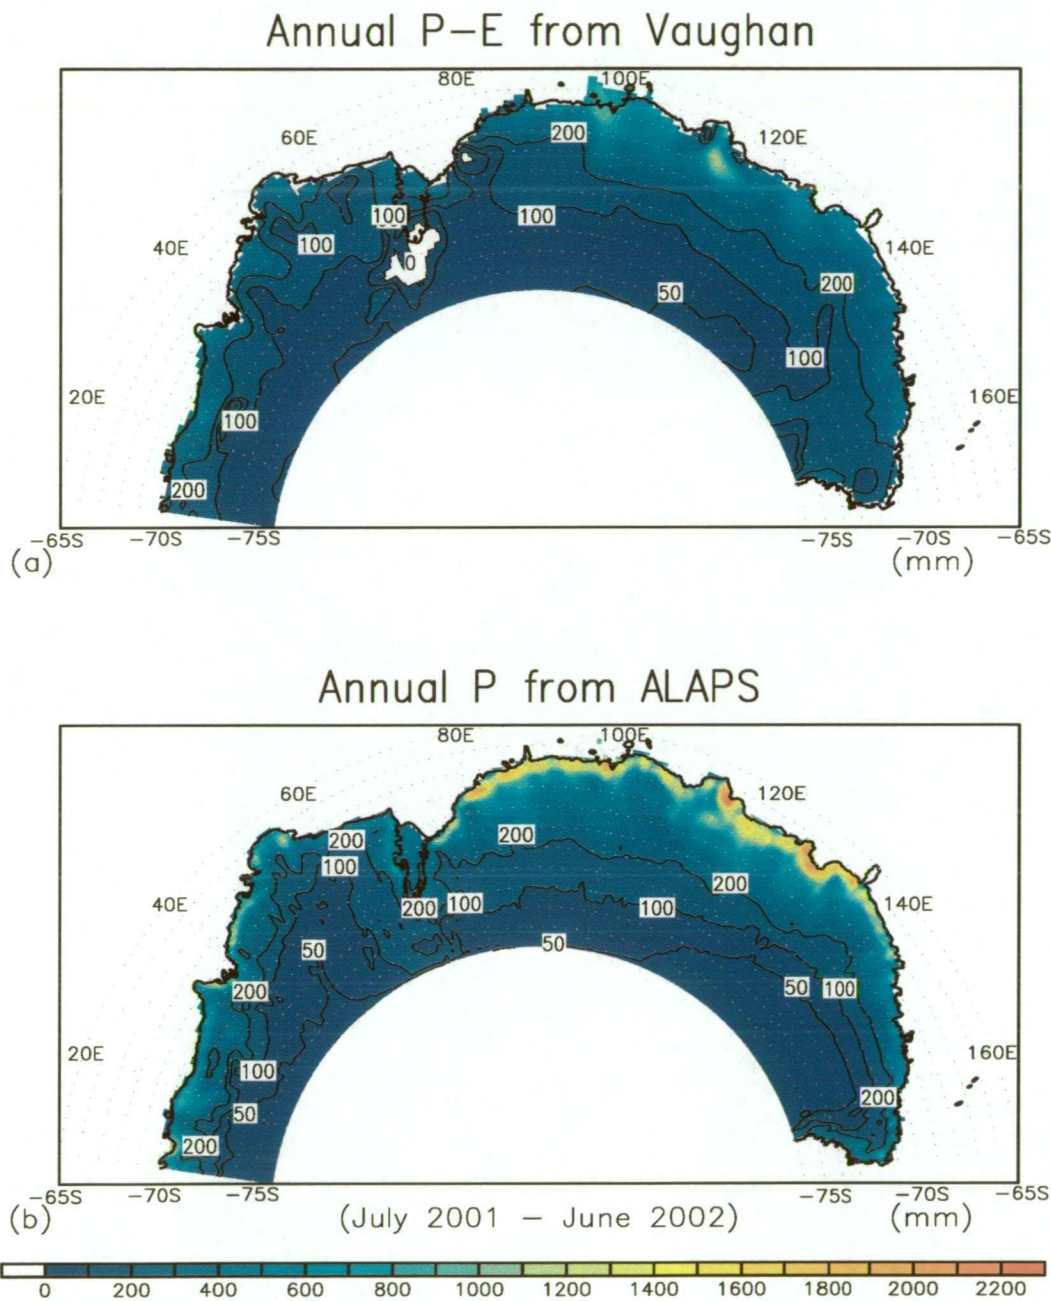 Annual P-E from Vaughan
80E 100E
60E 200 120E
100 100
40E 100 0 140E
50 200
100
20E 160E
100
200
-65S -70S -75S -75S -70S -65S
(a) (mm)
Annual P from ALAPS
80E 100E
60E 120E
200 200
100 200
40E 200 100 100 140E
50 50
200 50 100
20E 100 160E
50 200
200
-65S -70S -75S -75S -70S -65S
(b) (July 2001 - June 2002) (mm)
0 200 400 600 800 1000 1200 1400 1600 1800 2000 2200